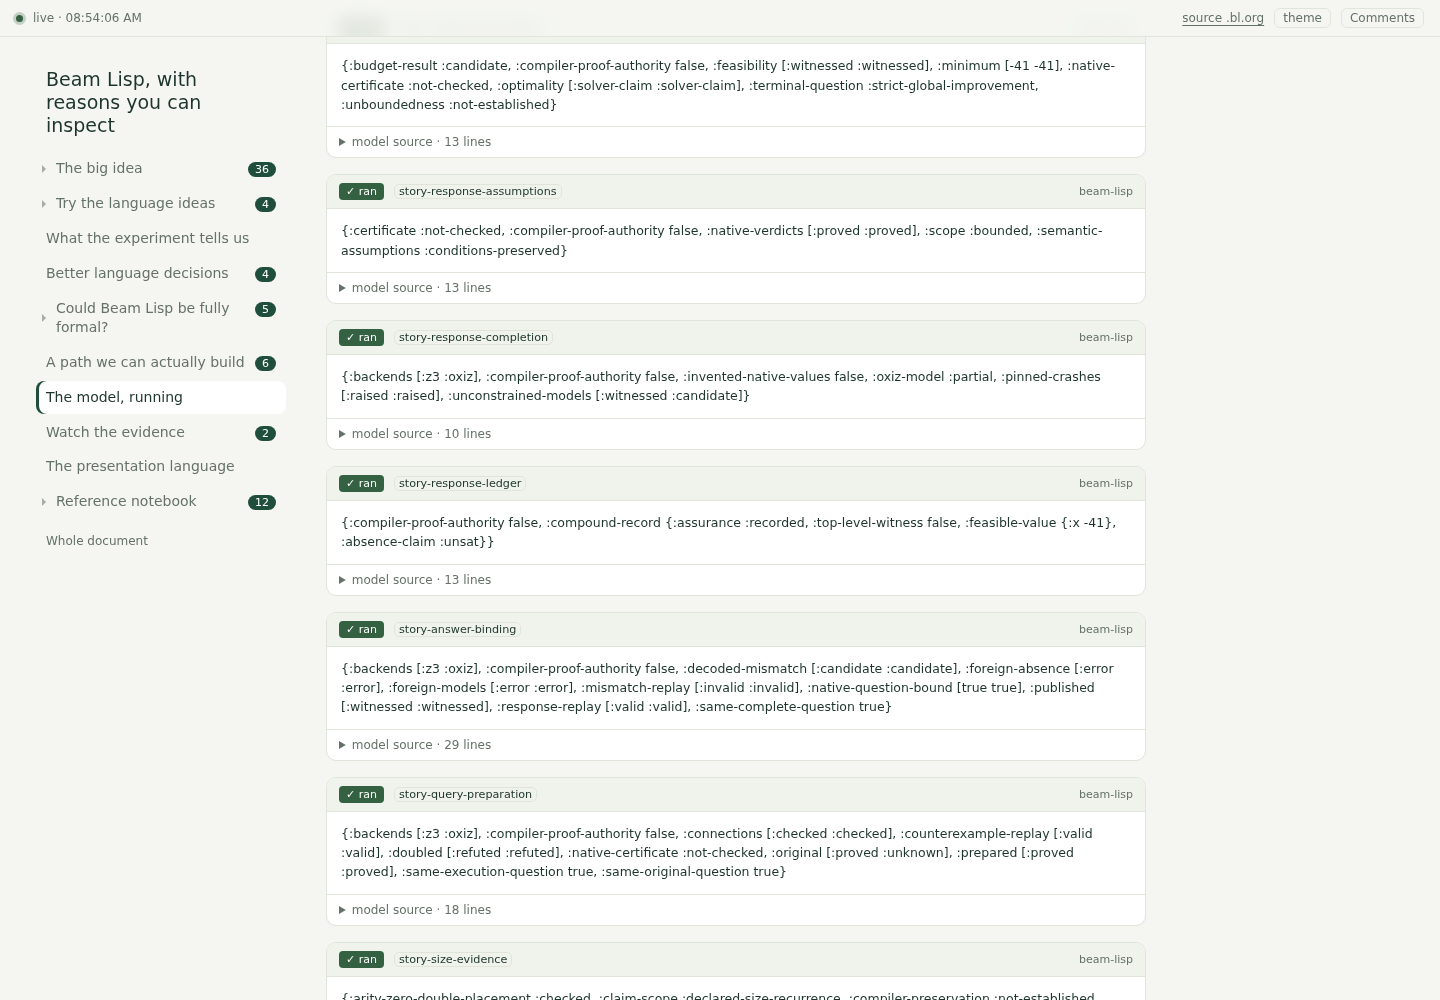 live · 08:54:06 AM
source .bl.org
theme
Comments
Beam Lisp, with
reasons you can
inspect
The big idea 36
Try the language ideas 4
What the experiment tells us
Better language decisions 4
Could Beam Lisp be fully
formal? 5
A path we can actually build 6
The model, running
Watch the evidence 2
The presentation language
Reference notebook 12
Whole document
{:budget-result :candidate, :compiler-proof-authority false, :feasibility [:witnessed :witnessed], :minimum [-41 -41], :native-
certificate :not-checked, :optimality [:solver-claim :solver-claim], :terminal-question :strict-global-improvement,
:unboundedness :not-established}
model source · 13 lines
✓ ran story-response-assumptions beam-lisp
{:certificate :not-checked, :compiler-proof-authority false, :native-verdicts [:proved :proved], :scope :bounded, :semantic-
assumptions :conditions-preserved}
model source · 13 lines
✓ ran story-response-completion beam-lisp
{:backends [:z3 :oxiz], :compiler-proof-authority false, :invented-native-values false, :oxiz-model :partial, :pinned-crashes
[:raised :raised], :unconstrained-models [:witnessed :candidate]}
model source · 10 lines
✓ ran story-response-ledger beam-lisp
{:compiler-proof-authority false, :compound-record {:assurance :recorded, :top-level-witness false, :feasible-value {:x -41},
:absence-claim :unsat}}
model source · 13 lines
✓ ran story-answer-binding beam-lisp
{:backends [:z3 :oxiz], :compiler-proof-authority false, :decoded-mismatch [:candidate :candidate], :foreign-absence [:error
:error], :foreign-models [:error :error], :mismatch-replay [:invalid :invalid], :native-question-bound [true true], :published
[:witnessed :witnessed], :response-replay [:valid :valid], :same-complete-question true}
model source · 29 lines
✓ ran story-query-preparation beam-lisp
{:backends [:z3 :oxiz], :compiler-proof-authority false, :connections [:checked :checked], :counterexample-replay [:valid
:valid], :doubled [:refuted :refuted], :native-certificate :not-checked, :original [:proved :unknown], :prepared [:proved
:proved], :same-execution-question true, :same-original-question true}
model source · 18 lines
✓ ran story-size-evidence beam-lisp
{:arity-zero-double-placement :checked, :claim-scope :declared-size-recurrence, :compiler-preservation :not-established,